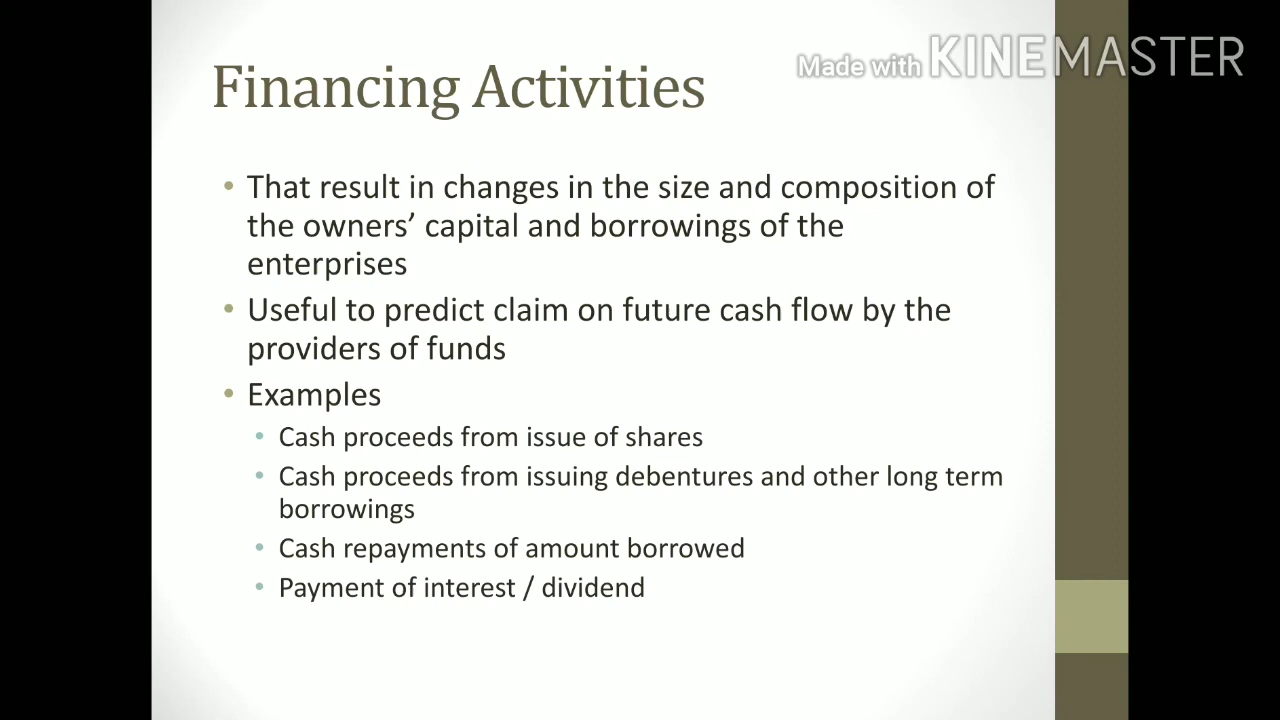 Made with KINEMASTER
Financing Activities
• That result in changes in the size and composition of
the owners’ capital and borrowings of the
enterprises
• Useful to predict claim on future cash flow by the
providers of funds
• Examples
• Cash proceeds from issue of shares
• Cash proceeds from issuing debentures and other long term
borrowings
• Cash repayments of amount borrowed
• Payment of interest / dividend